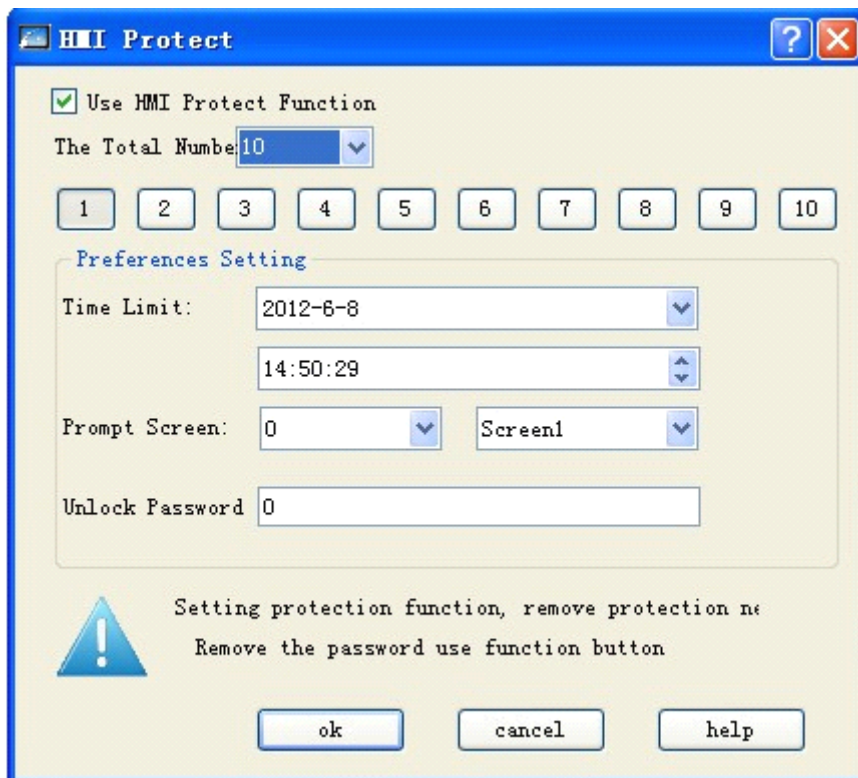 HMI Protect
Use HMI Protect Function
The Total Numbe 10
1 2 3 4 5 6 7 8 9 10
Preferences Setting
Time Limit: 2012-6-8
14:50:29
Prompt Screen: 0 Screen1
Unlock Password 0
Setting protection function, remove protection ne
Remove the password use function button
ok cancel help